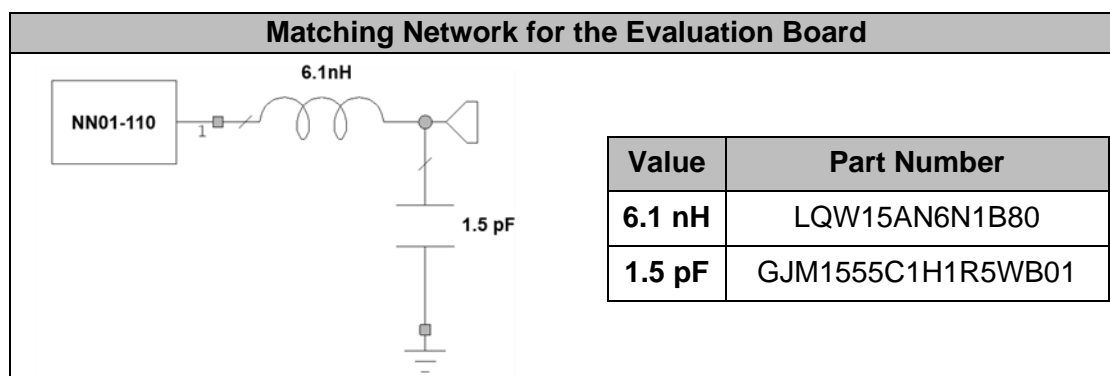 Matching Network for the Evaluation Board
6.1nH
NN01-110
1
1.5 pF
Value Part Number
6.1 nH LQW15AN6N1B80
1.5 pF GJM1555C1H1R5WB01